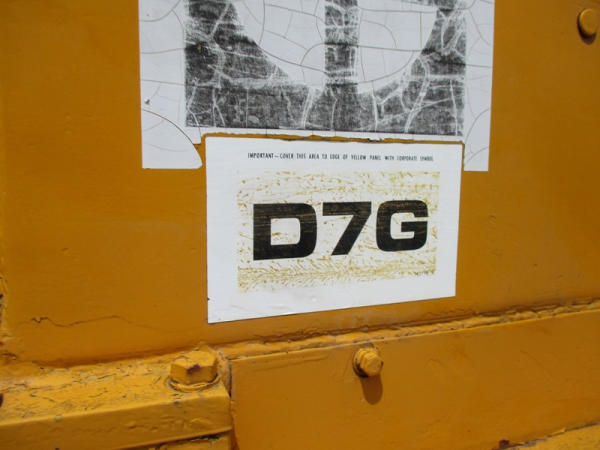 IMPORTANT — COVER THIS AREA TO EDGE OF YELLOW PANEL WITH CORPORATE SYMBOL
D7G